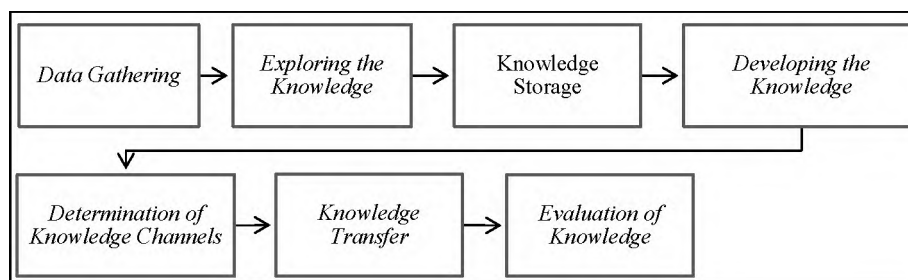 Data Gathering
Exploring the
Knowledge
Knowledge
Storage
Developing the
Knowledge
Determination of
Knowledge Channels
Knowledge
Transfer
Evaluation of
Knowledge